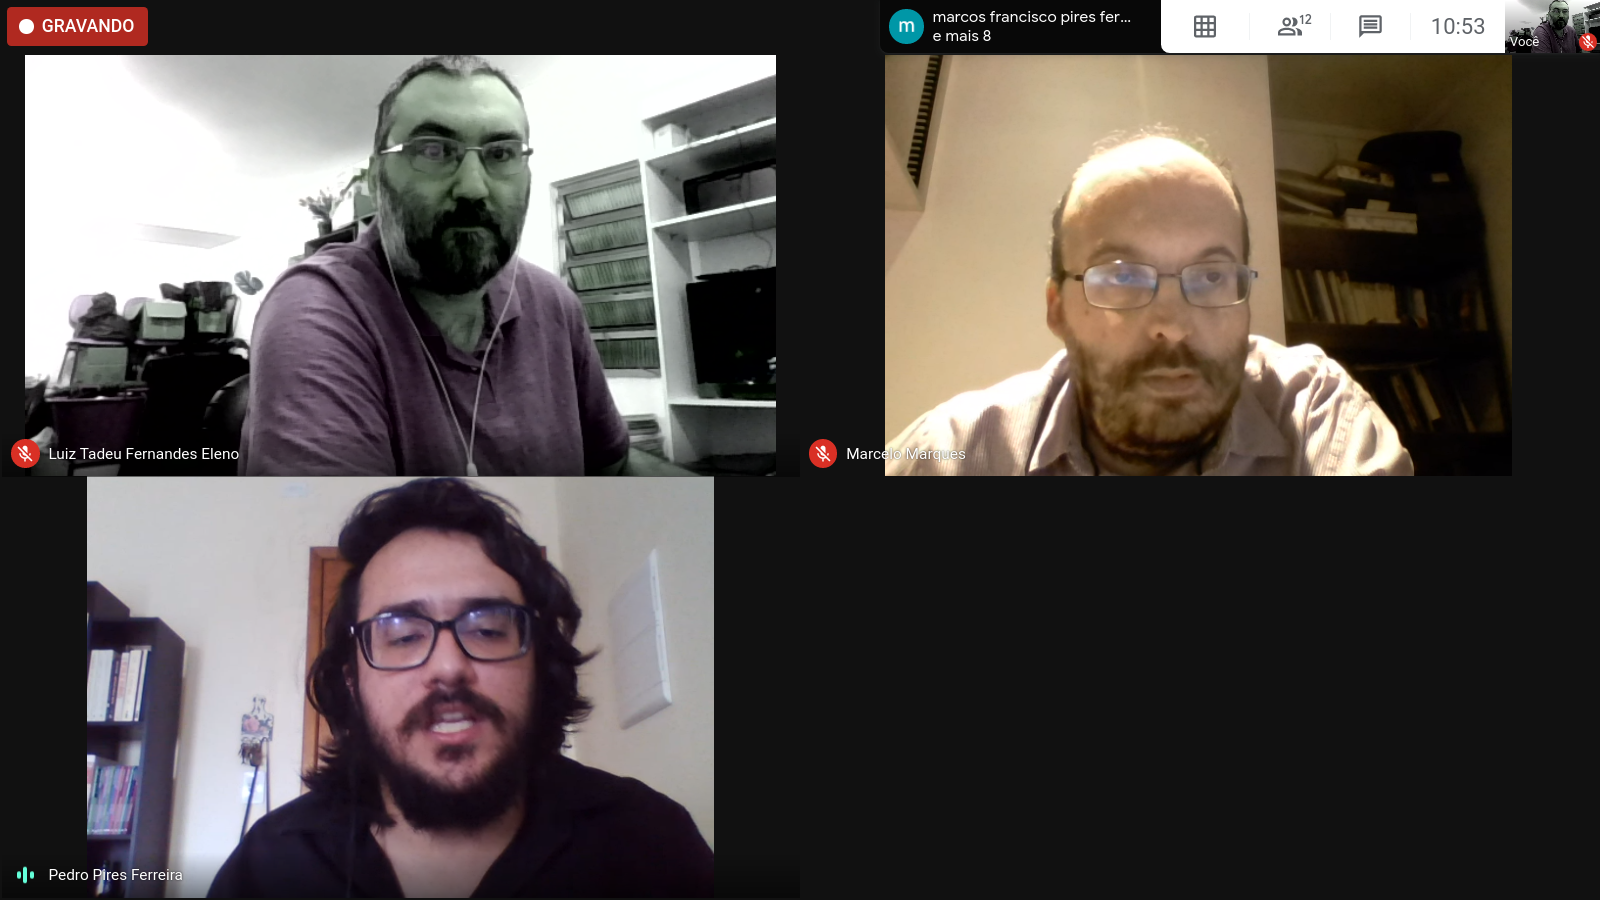 GRAVANDO
m
marcos francisco pires fer...
e mais 8
12
10:53
Você
Luiz Tadeu Fernandes Eleno
Marcelo Marques
Pedro Pires Ferreira